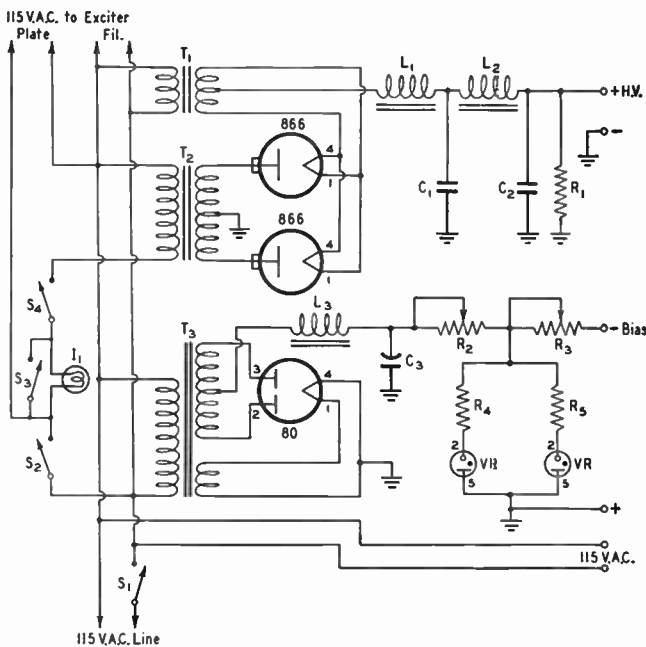 115 V.A.C. to Exciter
Plate Fil.
T1
L1
L2
+H.V.
-
866
4
1
C1
C2
R1
T2
866
4
1
S4
I1
S3
S2
T3
L3
3
4
2
1
80
C3
R2
R3
-Bias
R4
R5
2
VR
5
2
VR
5
+
115 V.A.C.
S1
115 V.A.C. Line